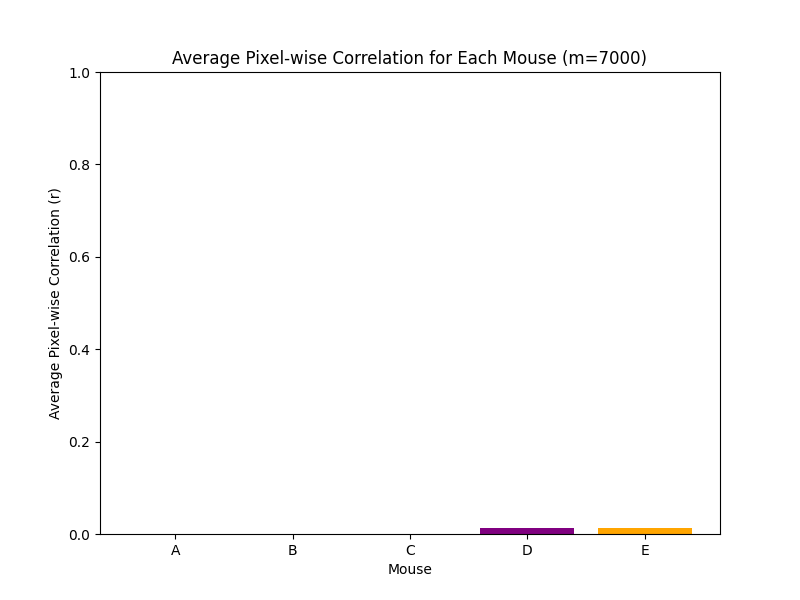 Average Pixel-wise Correlation for Each Mouse (m=7000)
1.0
0.8
0.6
0.4
0.2
0.0
Average Pixel-wise Correlation (r)
A B C D E
Mouse